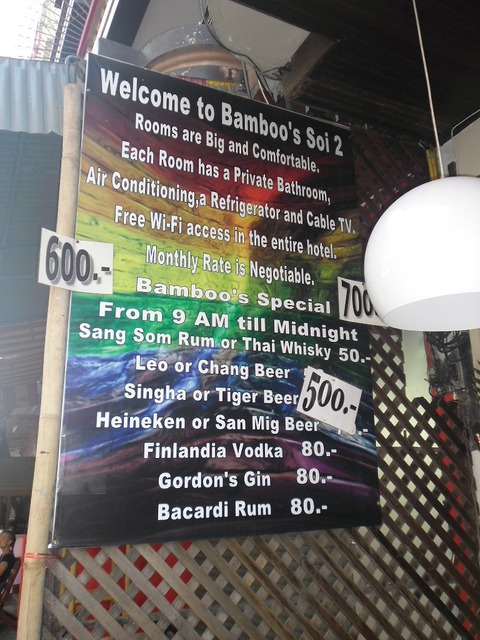 Welcome to Bamboo's Soi 2
Rooms are Big and Comfortable.
Each Room has a Private Bathroom,
Air Conditioning,a Refrigerator and Cable TV.
Free Wi-Fi access in the entire hotel.
600.-
Monthly Rate is Negotiable.
Bamboo's Special
700
From 9 AM till Midnight
Sang Som Rum or Thai Whisky 50.-
Leo or Chang Beer
500.-
Singha or Tiger Beer
Heineken or San Mig Beer .-
Finlandia Vodka 80.-
Gordon's Gin 80.-
Bacardi Rum 80.-